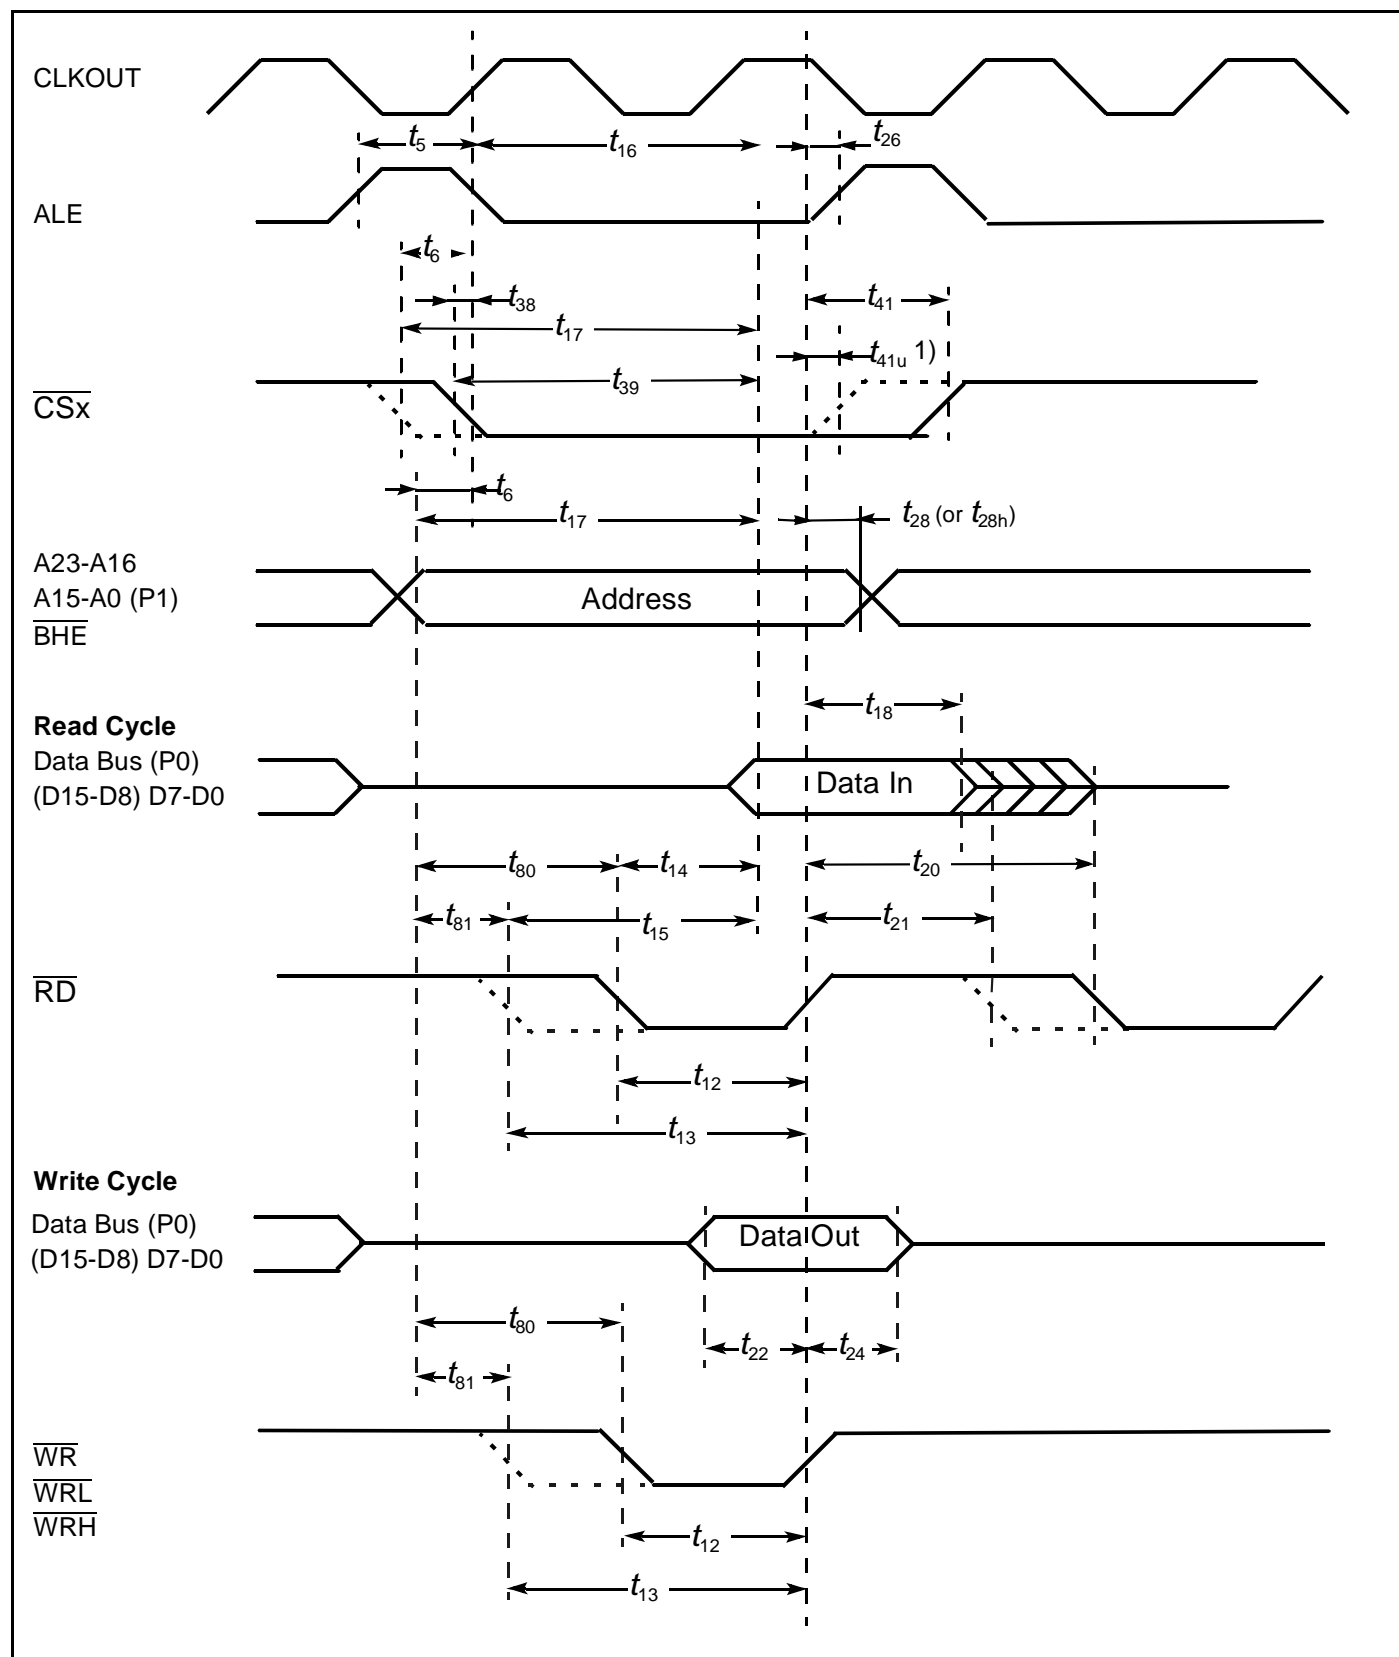 CLKOUT
t5
t16
t26
ALE
t6
t38
t41
t17
t41u 1)
t39
CSx
t6
t17
t28 (or t28h)
A23-A16
A15-A0 (P1)
BHE
Address
t18
Read Cycle
Data Bus (P0)
(D15-D8) D7-D0
Data In
t80
t14
t20
t81
t15
t21
RD
t12
t13
Write Cycle
Data Bus (P0)
(D15-D8) D7-D0
Data Out
t80
t22
t24
t81
WR
WRL
WRH
t12
t13